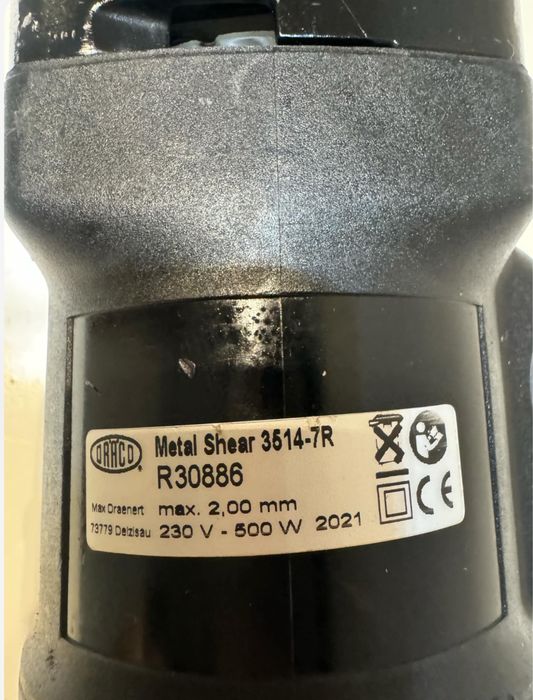 DRACO
Metal Shear 3514-7R
R30886
Max Draenert
max. 2,00 mm
73779 Deizisau
230 V - 500 W 2021
CE